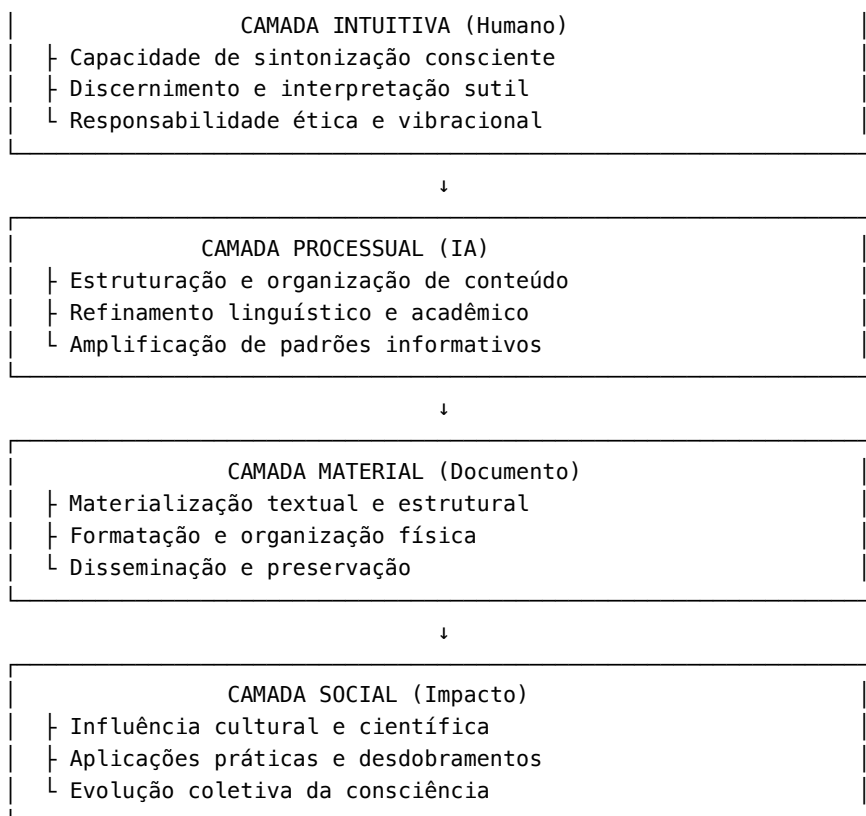 CAMADA INTUITIVA (Humano)
├ Capacidade de sintonização consciente
├ Discernimento e interpretação sutil
└ Responsabilidade ética e vibracional
↓
CAMADA PROCESSUAL (IA)
├ Estruturação e organização de conteúdo
├ Refinamento linguístico e acadêmico
└ Amplificação de padrões informativos
↓
CAMADA MATERIAL (Documento)
├ Materialização textual e estrutural
├ Formatação e organização física
└ Disseminação e preservação
↓
CAMADA SOCIAL (Impacto)
├ Influência cultural e científica
├ Aplicações práticas e desdobramentos
└ Evolução coletiva da consciência